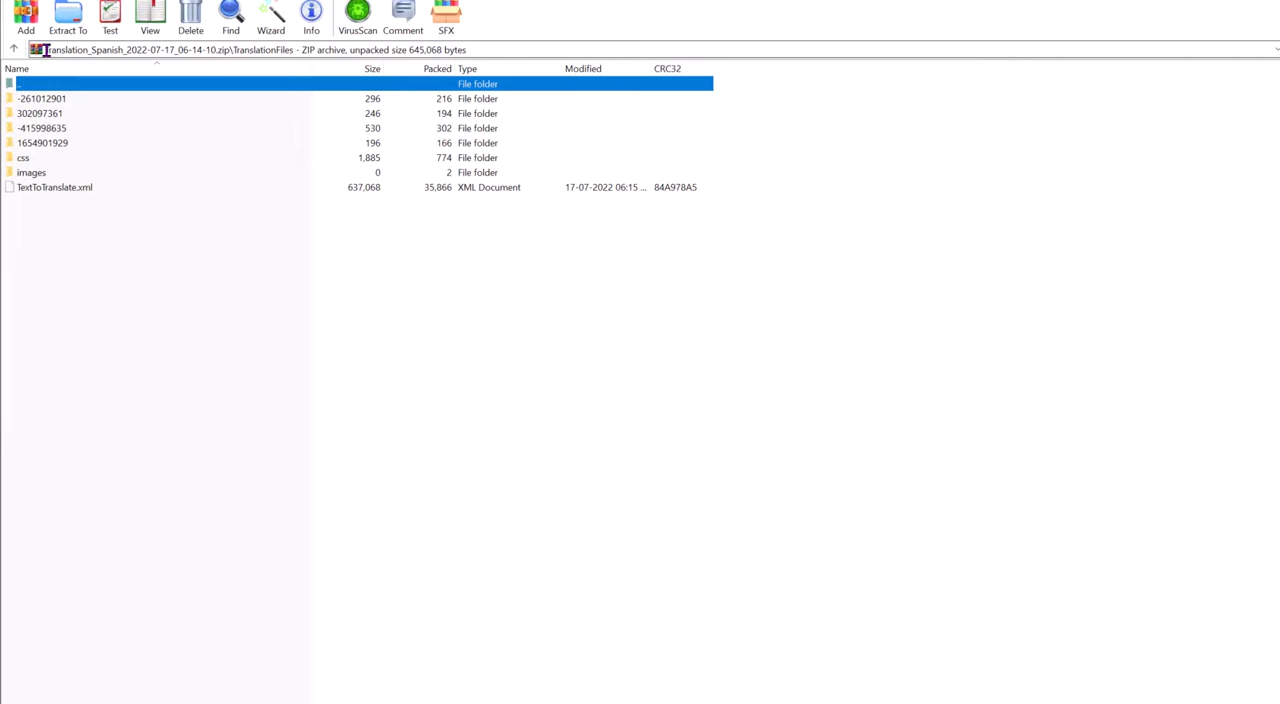 Add Extract To Test View Delete Find Wizard Info VirusScan Comment SFX
Translation_Spanish_2022-07-17_06-14-10.zip\TranslationFiles - ZIP archive, unpacked size 645,068 bytes
Name Size Packed Type Modified CRC32
.. File folder
-261012901 296 216 File folder
302097361 246 194 File folder
-415998635 530 302 File folder
1654901929 196 166 File folder
css 1,885 774 File folder
images 0 2 File folder
TextToTranslate.xml 637,068 35,866 XML Document 17-07-2022 06:15 ... 84A978A5